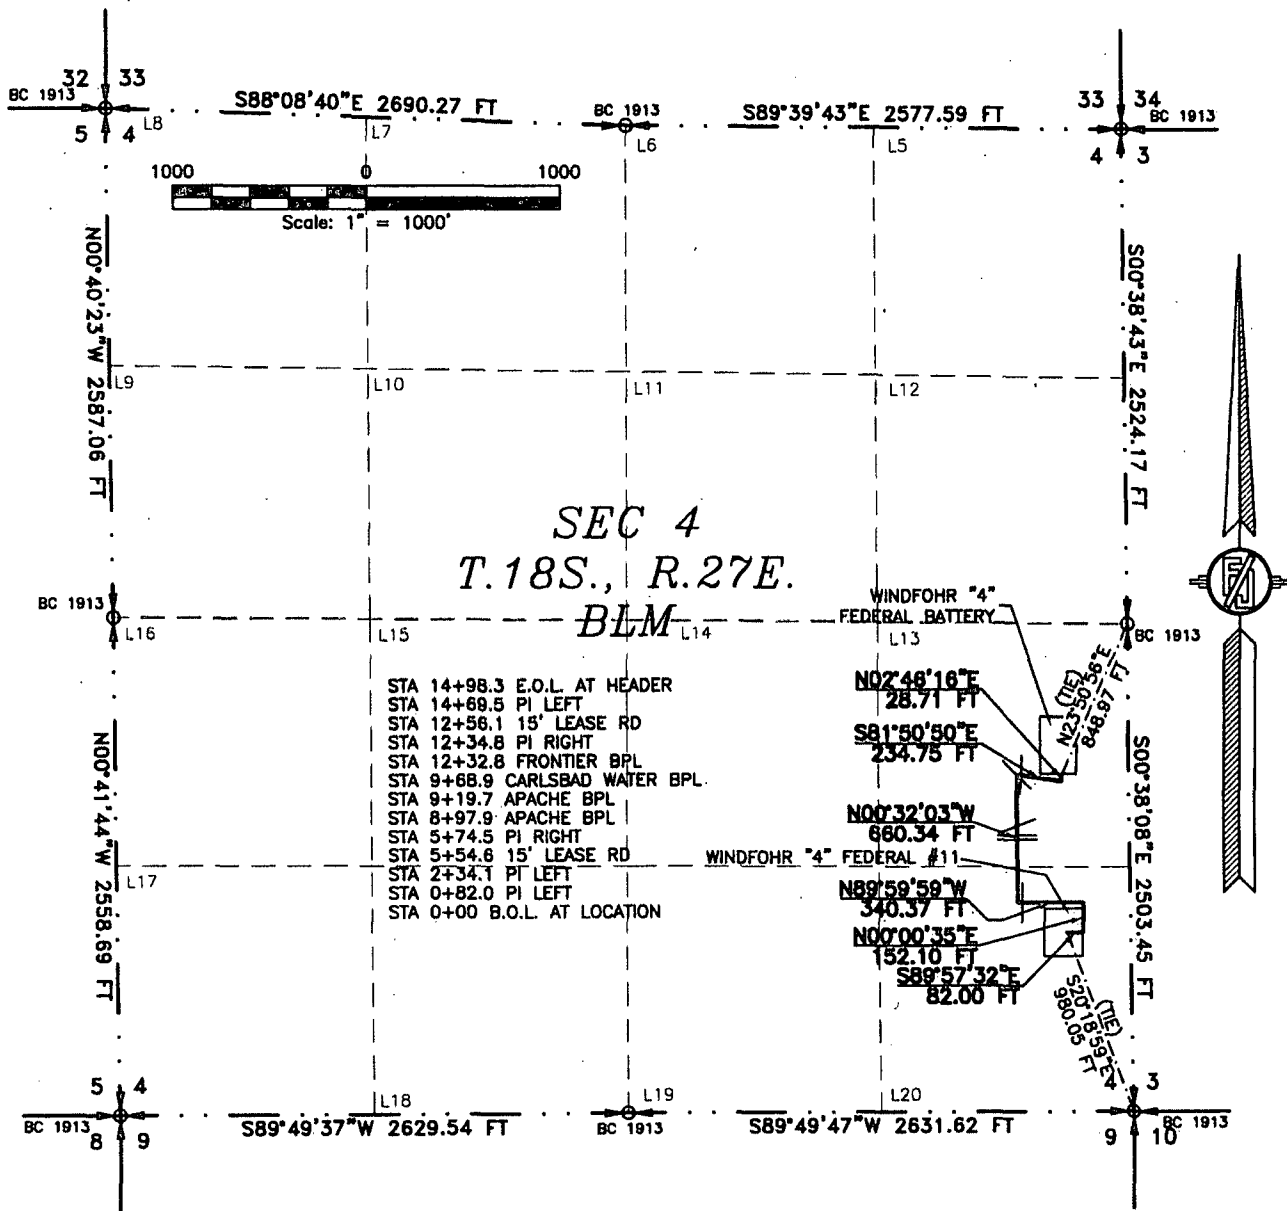 32 33
BC 1913
5 4
L8
S88°08'40"E 2690.27 FT
L7
BC 1913
L6
S89°39'43"E 2577.59 FT
L5
33 34
BC 1913
4 3
1000 0 1000
Scale: 1" = 1000'
N00°40'23"W 2587.06 FT
S00°38'43"E 2524.17 FT
L9
L10
L11
L12
SEC 4
T.18S., R.27E.
BLM
BC 1913
L16
L15
L14
L13
BC 1913
WINDFOHR "4"
FEDERAL BATTERY
(TIE)
N23°50'56"E
848.97 FT
STA 14+98.3 E.O.L. AT HEADER
STA 14+69.5 PI LEFT
STA 12+56.1 15' LEASE RD
STA 12+34.8 PI RIGHT
STA 12+32.8 FRONTIER BPL
STA 9+68.9 CARLSBAD WATER BPL
STA 9+19.7 APACHE BPL
STA 8+97.9 APACHE BPL
STA 5+74.5 PI RIGHT
STA 5+54.6 15' LEASE RD
STA 2+34.1 PI LEFT
STA 0+82.0 PI LEFT
STA 0+00 B.O.L. AT LOCATION
N02°46'16"E
28.71 FT
S81°50'50"E
234.75 FT
N00°32'03"W
660.34 FT
WINDFOHR "4" FEDERAL #11
N89°59'59"W
340.37 FT
N00°00'35"E
152.10 FT
S89°57'32"E
82.00 FT
N00°41'44"W 2558.69 FT
S00°38'08"E 2503.45 FT
L17
(TIE)
S20°18'59"E
980.05 FT
5 4
BC 1913
8 9
L18
S89°49'37"W 2629.54 FT
L19
BC 1913
L20
S89°49'47"W 2631.62 FT
4 3
BC 1913
9 10